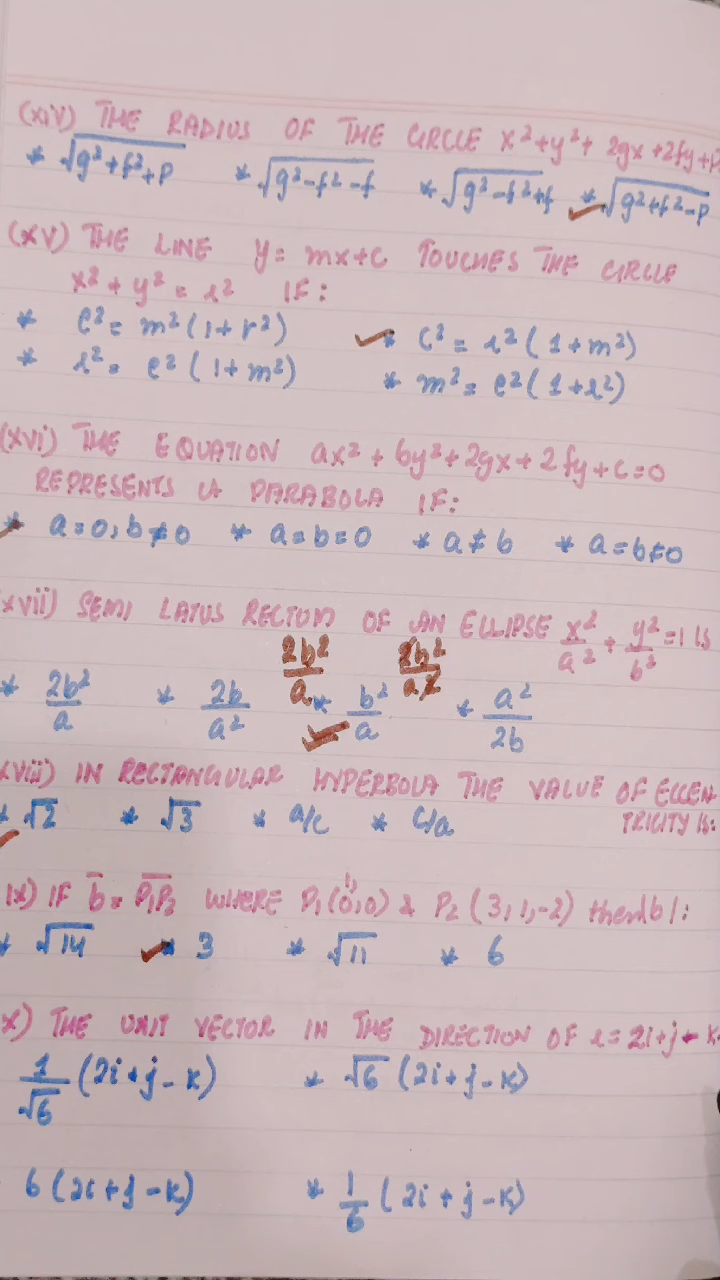 (xiv) THE RADIUS OF THE CIRCLE x²+y²+ 2gx+2fy+P
* √g²+f²+P * √g²-f²-f * √g²-f²+f * √g²+f²-P
(xv) THE LINE y= mx+c TOUCHES THE CIRCLE
x²+y²=r² IF:
* c²= m²(1+r²) * c²= r²(1+m²)
* r²= c²(1+m²) * m²= c²(1+r²)
(xvi) THE EQUATION ax²+by²+2gx+2fy+c=0
REPRESENTS A PARABOLA IF:
* a=0, b≠0 * a=b=0 * a≠b * a=b≠0
xvii) SEMI LATUS RECTUM OF AN ELLIPSE x²/a² + y²/b² =1 IS
2b²/a 2b²/a2
* 2b²/a * 2b/a² * b²/a * a²/2b
xviii) IN RECTANGULAR HYPERBOLA THE VALUE OF ECCEN
TRICITY IS:
* √2 * √3 * a/c * c/a
ix) IF b̄= P₁P₂ WHERE P₁(0,0) & P₂(3,1,-2) then|b|:
* √14 * 3 * √11 * 6
x) THE UNIT VECTOR IN THE DIRECTION OF r=2i+j-k
1/√6 (2i+j-k) * √6 (2i+j-k)
6(2i+j-k) * 1/6 (2i+j-k)